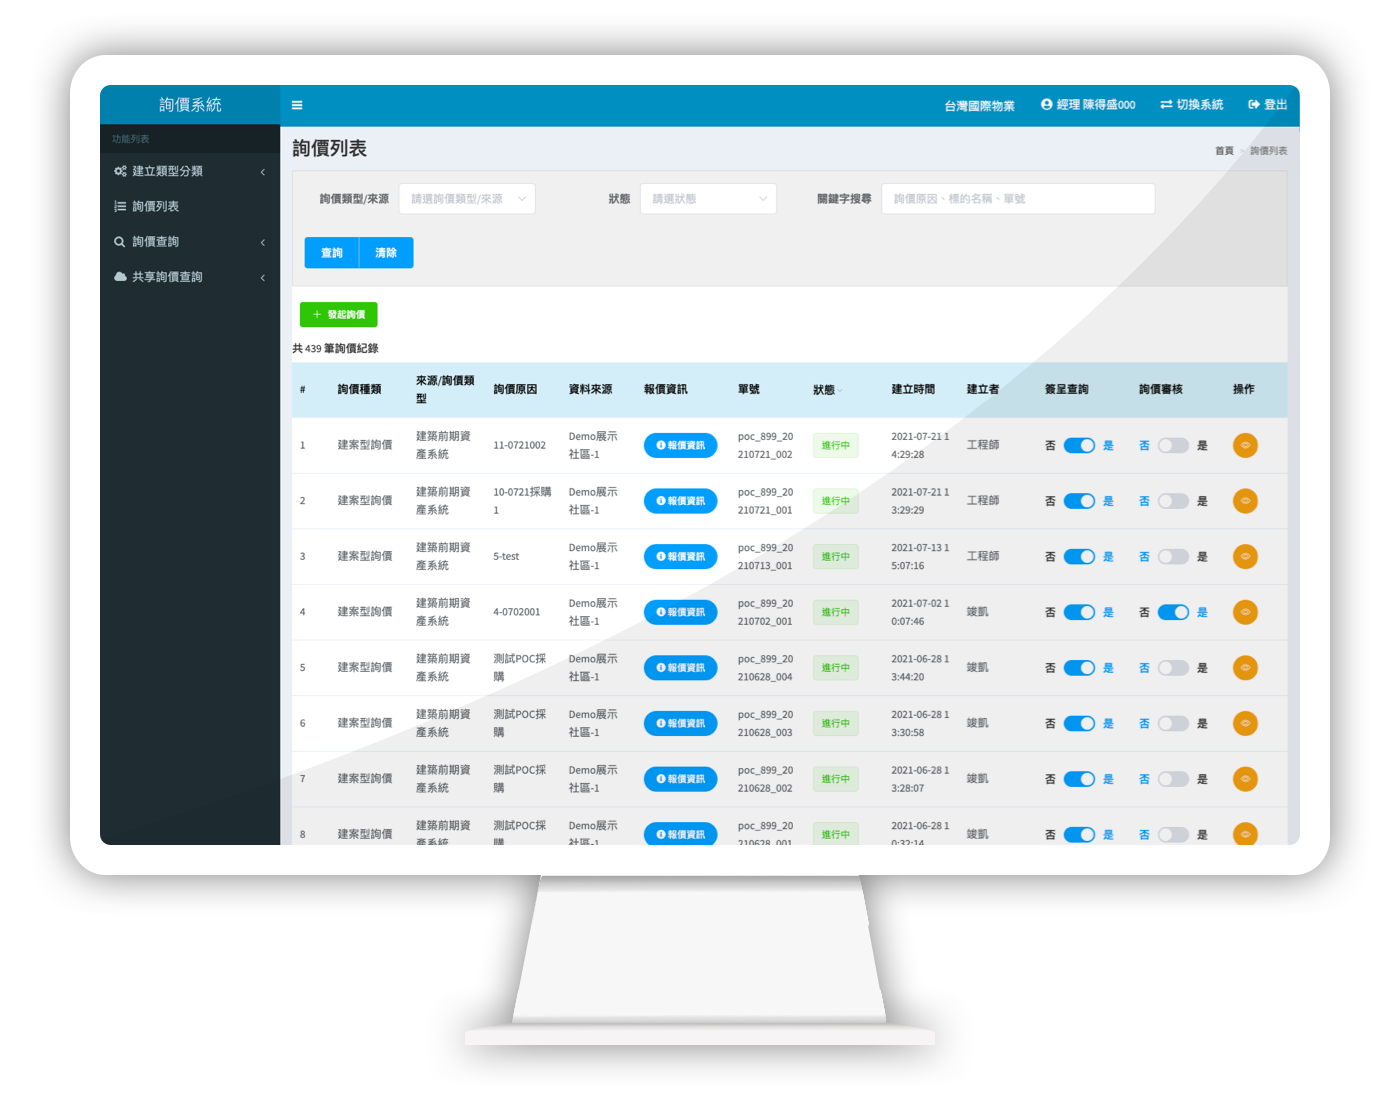 詢價系統
台灣國際物業 經理 陳得盛000 切換系統 登出
功能列表
建立類型分類
詢價列表
詢價查詢
共享詢價查詢
詢價列表
首頁 > 詢價列表
詢價類型/來源 請選詢價類型/來源 狀態 請選狀態 關鍵字搜尋 詢價原因、標的名稱、單號
查詢 清除
+ 發起詢價
共 439 筆詢價紀錄
# 詢價種類 來源/詢價類型 詢價原因 資料來源 報價資訊 單號 狀態 建立時間 建立者 簽呈查詢 詢價審核 操作
1 建案型詢價 建築前期資產系統 11-0721002 Demo展示社區-1 報價資訊 poc_899_20210721_002 進行中 2021-07-21 14:29:28 工程師 否 是 否 是
2 建案型詢價 建築前期資產系統 10-0721採購1 Demo展示社區-1 報價資訊 poc_899_20210721_001 進行中 2021-07-21 13:29:29 工程師 否 是 否 是
3 建案型詢價 建築前期資產系統 5-test Demo展示社區-1 報價資訊 poc_899_20210713_001 進行中 2021-07-13 15:07:16 工程師 否 是 否 是
4 建案型詢價 建築前期資產系統 4-0702001 Demo展示社區-1 報價資訊 poc_899_20210702_001 進行中 2021-07-02 10:07:46 竣凱 否 是 否 是
5 建案型詢價 建築前期資產系統 測試POC採購 Demo展示社區-1 報價資訊 poc_899_20210628_004 進行中 2021-06-28 13:44:20 竣凱 否 是 否 是
6 建案型詢價 建築前期資產系統 測試POC採購 Demo展示社區-1 報價資訊 poc_899_20210628_003 進行中 2021-06-28 13:30:58 竣凱 否 是 否 是
7 建案型詢價 建築前期資產系統 測試POC採購 Demo展示社區-1 報價資訊 poc_899_20210628_002 進行中 2021-06-28 13:28:07 竣凱 否 是 否 是
8 建案型詢價 建築前期資產系統 測試POC採購 Demo展示社區-1 報價資訊 poc_899_20210628_001 進行中 2021-06-28 10:32:14 竣凱 否 是 否 是